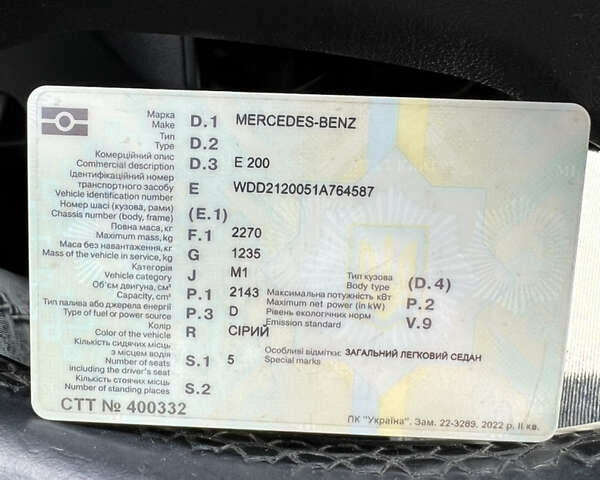 Марка
Make D.1 MERCEDES-BENZ
Тип
Type D.2
Комерційний опис
Commercial description D.3 E 200
Ідентифікаційний номер
транспортного засобу E WDD2120051A764587
Vehicle identification number
Номер шасі (кузова, рами)
Chassis number (body, frame) (E.1)
Повна маса, кг
Maximum mass, kg F.1 2270
Маса без навантаження, кг
Mass of the vehicle in service, kg G 1235
Категорія
Vehicle category J M1 Тип кузова
Body type (D.4)
Об'єм двигуна, см³
Capacity, cm³ P.1 2143 Максимальна потужність кВт
Maximum net power (in kW) P.2
Тип палива або джерела енергії
Type of fuel or power source P.3 D Рівень екологічних норм
Emission standard V.9
Колір
Color of the vehicle R СІРИЙ
Кількість сидячих місць
з місцем водія
Number of seats S.1 5 Особливі відмітки: ЗАГАЛЬНИЙ ЛЕГКОВИЙ СЕДАН
including the driver's seat Special marks
Кількість стоячих місць
Number of standing places S.2
СТТ № 400332
ПК "Україна". Зам. 22-3289. 2022 р. II кв.